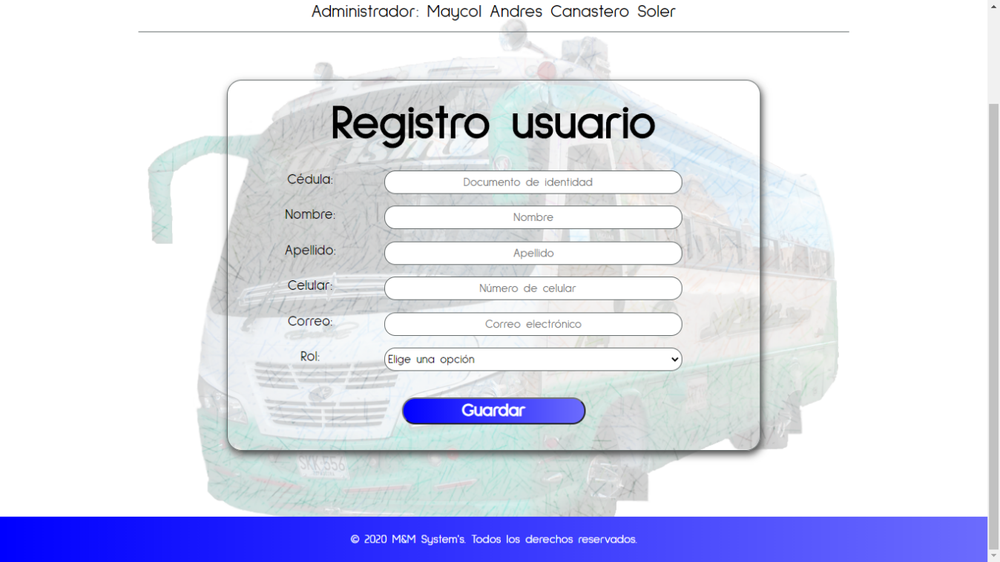 Administrador: Maycol Andres Canastero Soler
Registro usuario
Cédula: Documento de identidad
Nombre: Nombre
Apellido: Apellido
Celular: Número de celular
Correo: Correo electrónico
Rol: Elige una opción
Guardar
SKK-556
© 2020 M&M System's. Todos los derechos reservados.